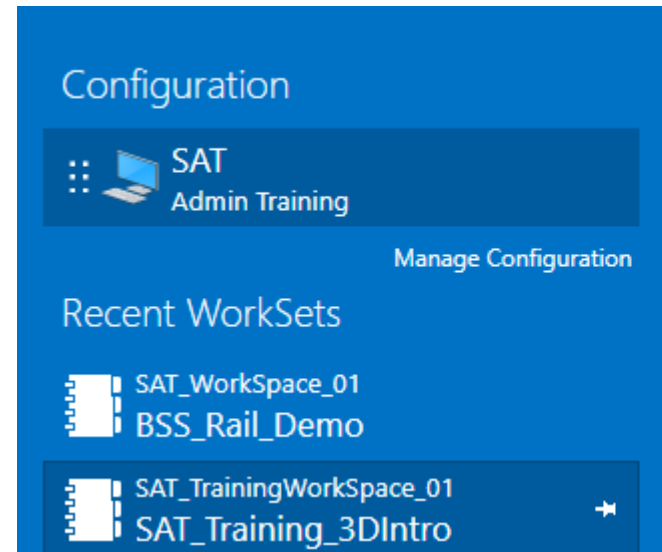 Configuration
SAT
Admin Training
Manage Configuration
Recent WorkSets
SAT_WorkSpace_01
BSS_Rail_Demo
SAT_TrainingWorkSpace_01
SAT_Training_3DIntro